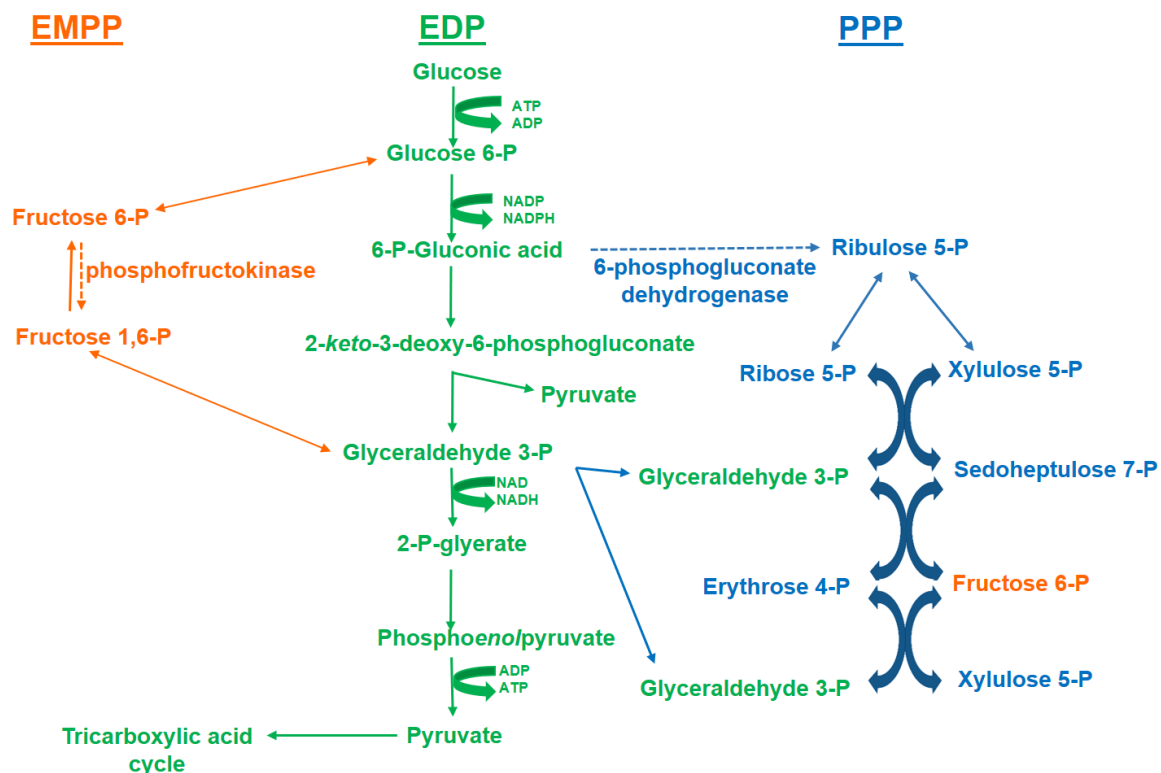 EMPP
EDP
PPP
Glucose
ATP
ADP
Glucose 6-P
NADP
NADPH
Fructose 6-P
6-P-Gluconic acid
Ribulose 5-P
phosphofructokinase
6-phosphogluconate
dehydrogenase
Fructose 1,6-P
2-keto-3-deoxy-6-phosphogluconate
Ribose 5-P
Xylulose 5-P
Pyruvate
Glyceraldehyde 3-P
Glyceraldehyde 3-P
Sedoheptulose 7-P
NAD
NADH
2-P-glyerate
Erythrose 4-P
Fructose 6-P
Phosphoenolpyruvate
ADP
ATP
Glyceraldehyde 3-P
Xylulose 5-P
Tricarboxylic acid
cycle
Pyruvate